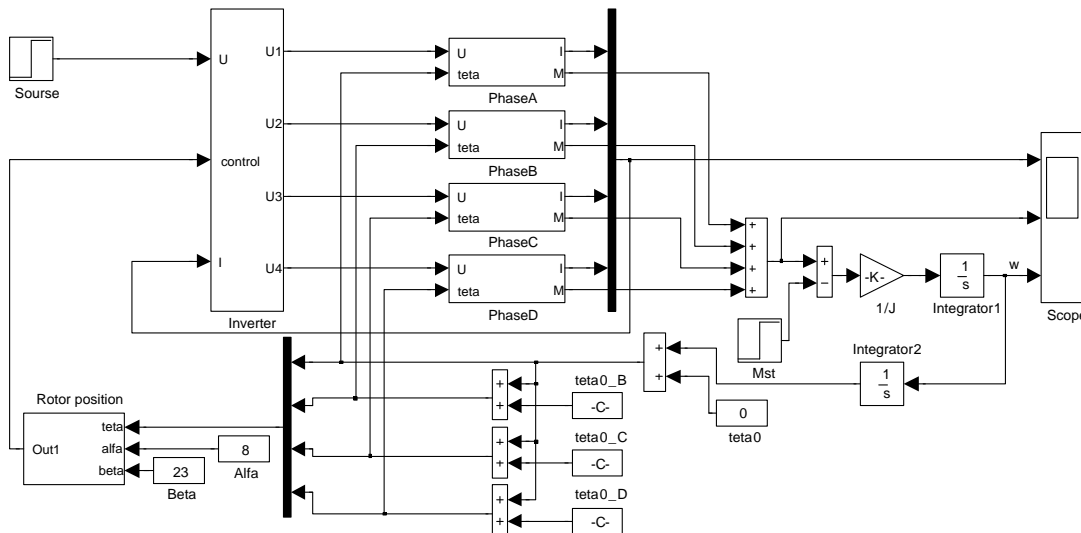 Sourse
U
control
I
U1
U2
U3
U4
Inverter
U
teta
I
M
PhaseA
U
teta
I
M
PhaseB
U
teta
I
M
PhaseC
U
teta
I
M
PhaseD
+
+
+
+
+
−
-K-
1/J
1
s
Integrator1
w
Scope
Mst
Integrator2
1
s
+
+
0
teta0
teta0_B
+
+
-C-
teta0_C
+
+
-C-
teta0_D
+
+
-C-
Rotor position
Out1
teta
alfa
beta
8
Alfa
23
Beta